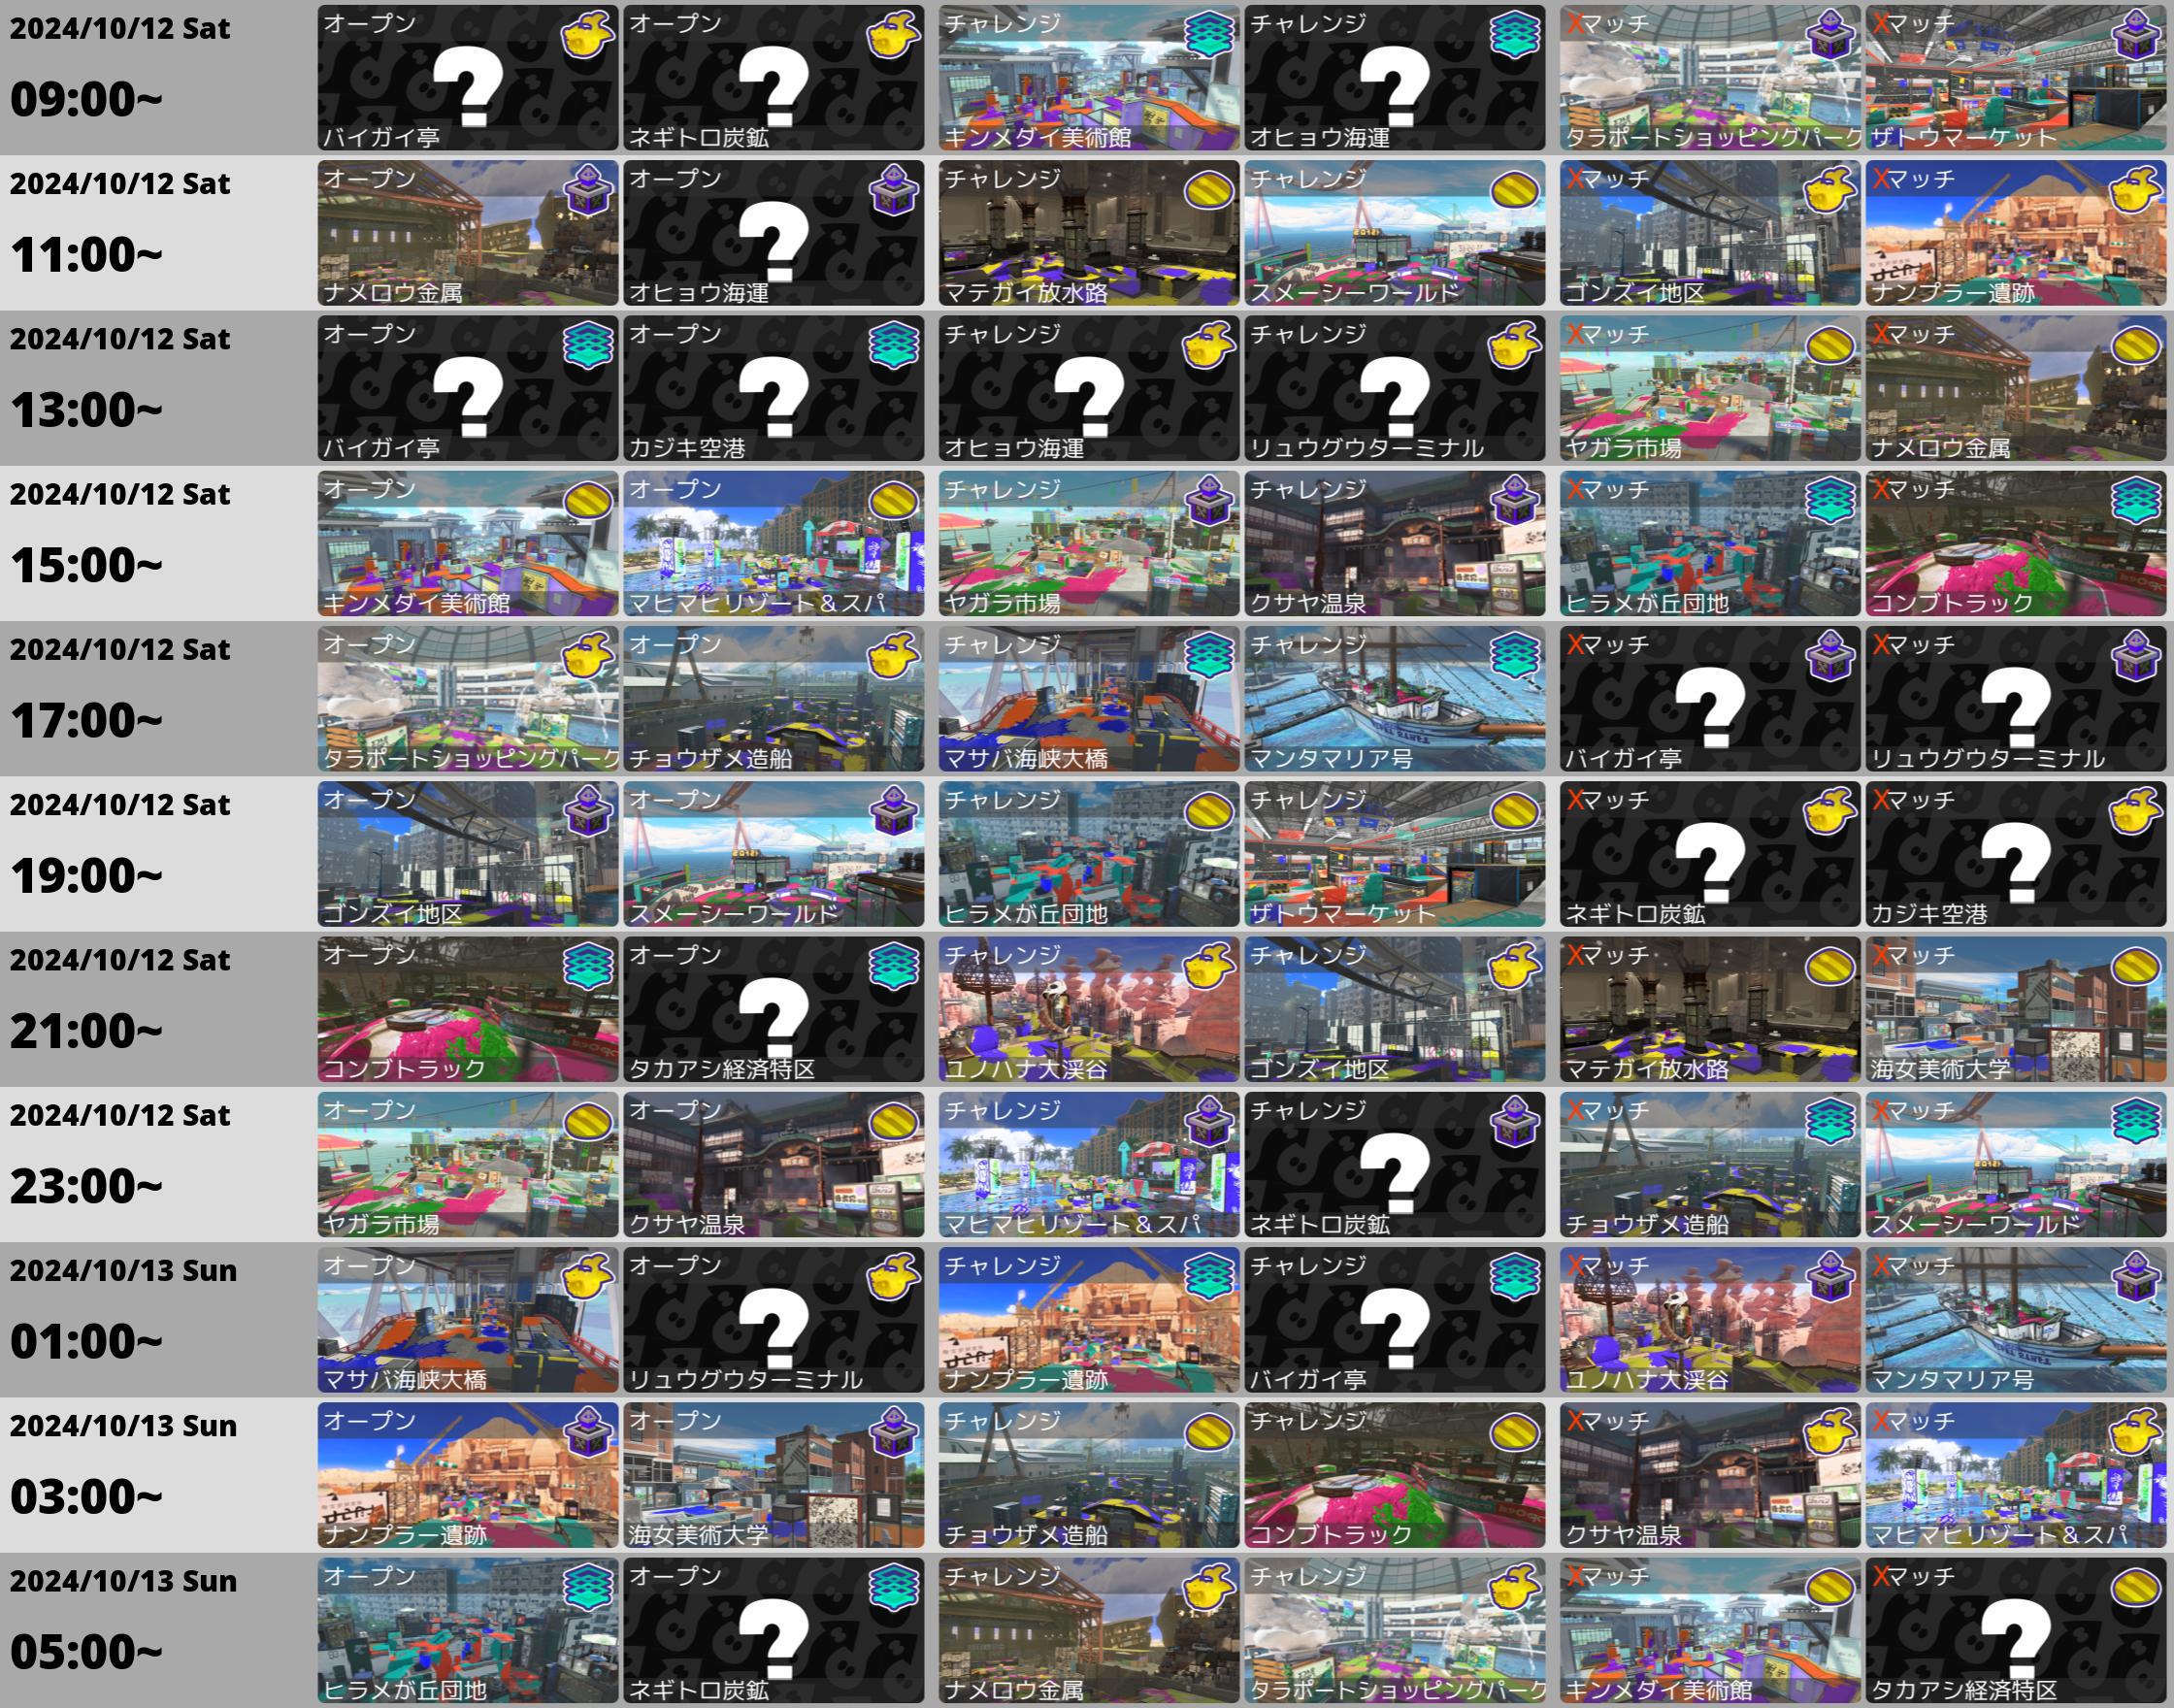 2024/10/12 Sat
09:00~
オープン
バイガイ亭
オープン
ネギトロ炭鉱
チャレンジ
キンメダイ美術館
チャレンジ
オヒョウ海運
Xマッチ
タラポートショッピングパーク
Xマッチ
ザトウマーケット
2024/10/12 Sat
11:00~
オープン
ナメロウ金属
オープン
オヒョウ海運
チャレンジ
マテガイ放水路
チャレンジ
スメーシーワールド
Xマッチ
ゴンズイ地区
Xマッチ
ナンプラー遺跡
2024/10/12 Sat
13:00~
オープン
バイガイ亭
オープン
カジキ空港
チャレンジ
オヒョウ海運
チャレンジ
リュウグウターミナル
Xマッチ
ヤガラ市場
Xマッチ
ナメロウ金属
2024/10/12 Sat
15:00~
オープン
キンメダイ美術館
オープン
マヒマヒリゾート＆スパ
チャレンジ
ヤガラ市場
チャレンジ
クサヤ温泉
Xマッチ
ヒラメが丘団地
Xマッチ
コンブトラック
2024/10/12 Sat
17:00~
オープン
タラポートショッピングパーク
オープン
チョウザメ造船
チャレンジ
マサバ海峡大橋
チャレンジ
マンタマリア号
Xマッチ
バイガイ亭
Xマッチ
リュウグウターミナル
2024/10/12 Sat
19:00~
オープン
ゴンズイ地区
オープン
スメーシーワールド
チャレンジ
ヒラメが丘団地
チャレンジ
ザトウマーケット
Xマッチ
ネギトロ炭鉱
Xマッチ
カジキ空港
2024/10/12 Sat
21:00~
オープン
コンブトラック
オープン
タカアシ経済特区
チャレンジ
ユノハナ大渓谷
チャレンジ
ゴンズイ地区
Xマッチ
マテガイ放水路
Xマッチ
海女美術大学
2024/10/12 Sat
23:00~
オープン
ヤガラ市場
オープン
クサヤ温泉
チャレンジ
マヒマヒリゾート＆スパ
チャレンジ
ネギトロ炭鉱
Xマッチ
チョウザメ造船
Xマッチ
スメーシーワールド
2024/10/13 Sun
01:00~
オープン
マサバ海峡大橋
オープン
リュウグウターミナル
チャレンジ
ナンプラー遺跡
チャレンジ
バイガイ亭
Xマッチ
ユノハナ大渓谷
Xマッチ
マンタマリア号
2024/10/13 Sun
03:00~
オープン
ナンプラー遺跡
オープン
海女美術大学
チャレンジ
チョウザメ造船
チャレンジ
コンブトラック
Xマッチ
クサヤ温泉
Xマッチ
マヒマヒリゾート＆スパ
2024/10/13 Sun
05:00~
オープン
ヒラメが丘団地
オープン
ネギトロ炭鉱
チャレンジ
ナメロウ金属
チャレンジ
タラポートショッピングパーク
Xマッチ
キンメダイ美術館
Xマッチ
タカアシ経済特区